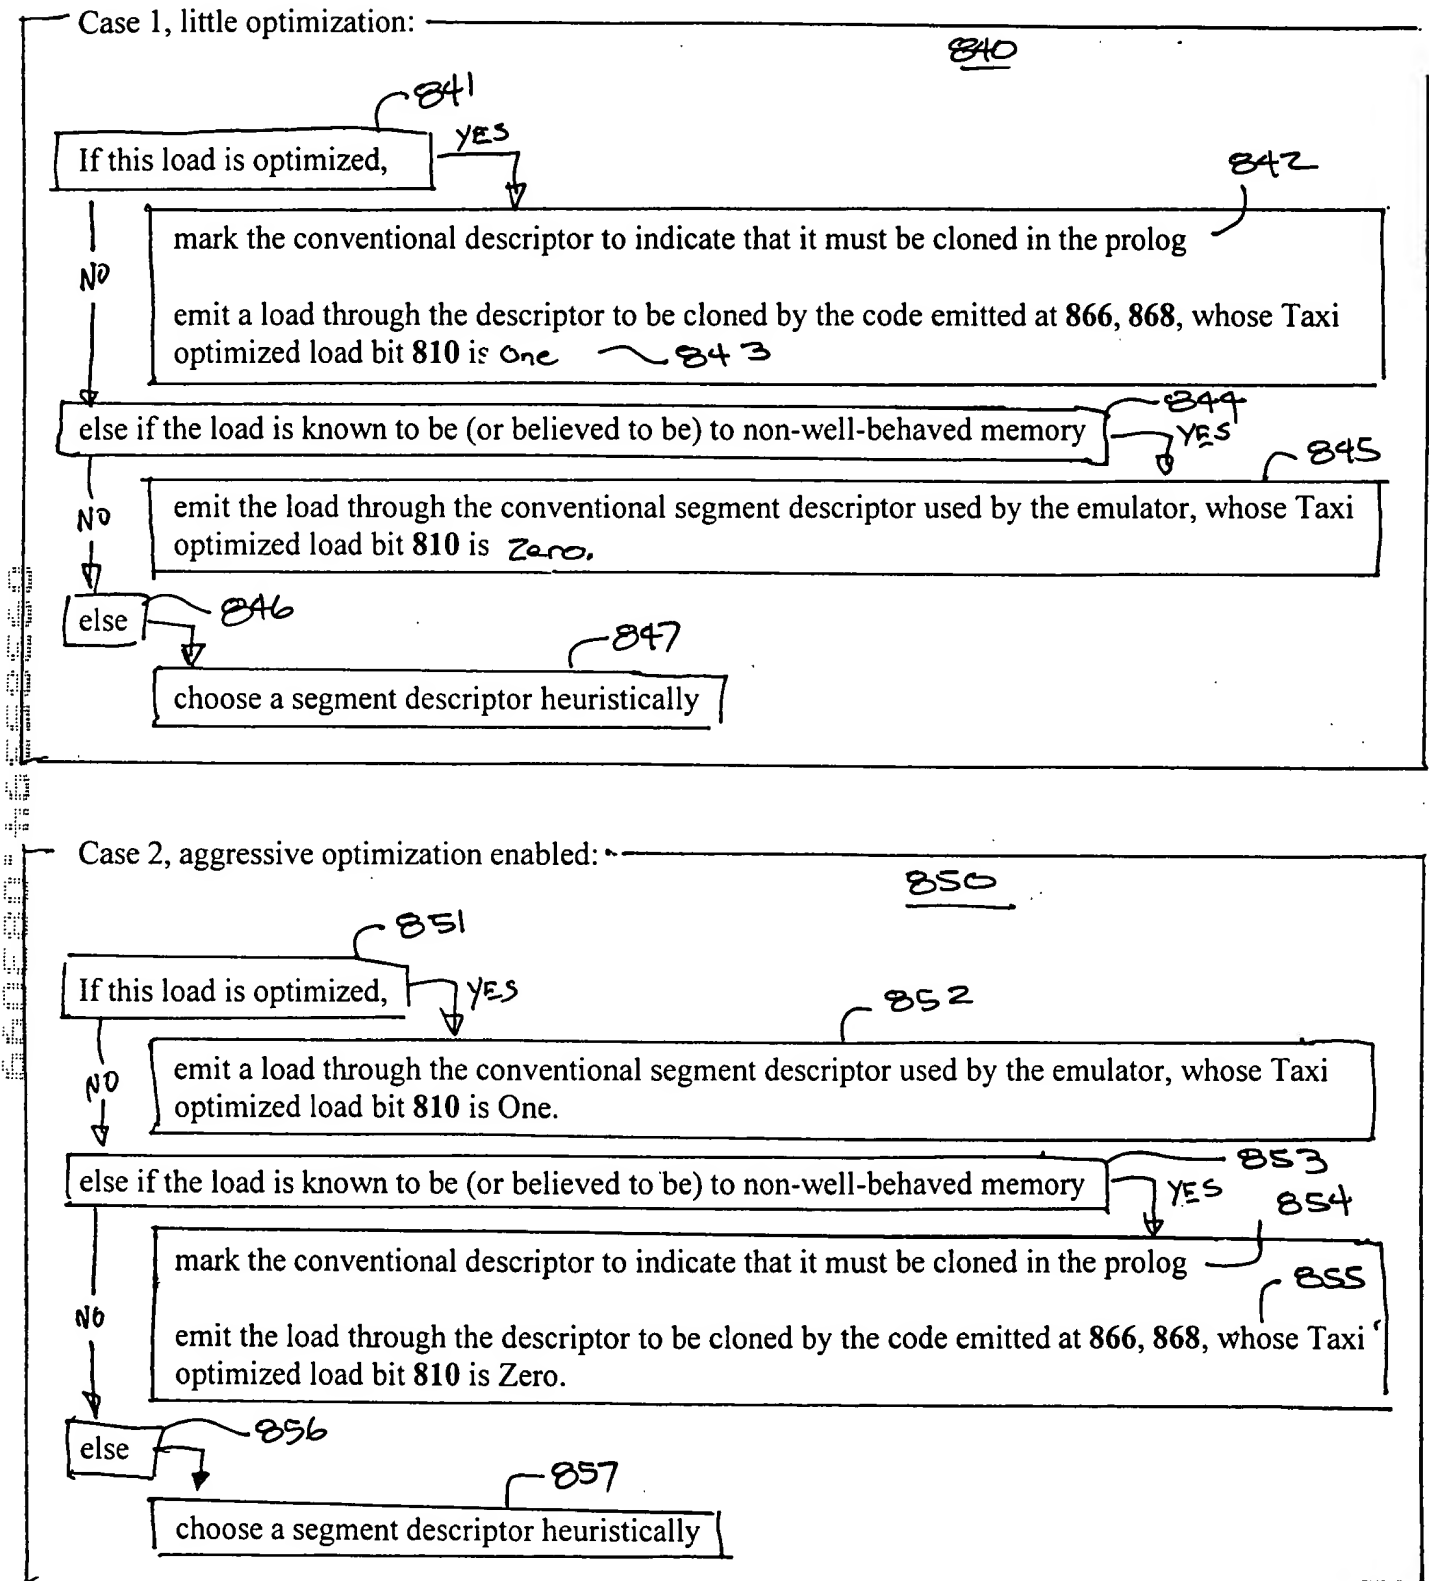 Case 1, little optimization:
840
841
If this load is optimized,
YES
842
mark the conventional descriptor to indicate that it must be cloned in the prolog
NO
emit a load through the descriptor to be cloned by the code emitted at 866, 868, whose Taxi
optimized load bit 810 is One
843
844
else if the load is known to be (or believed to be) to non-well-behaved memory
YES
845
NO
emit the load through the conventional segment descriptor used by the emulator, whose Taxi
optimized load bit 810 is Zero.
else
846
847
choose a segment descriptor heuristically
Case 2, aggressive optimization enabled:
850
851
If this load is optimized,
YES
852
NO
emit a load through the conventional segment descriptor used by the emulator, whose Taxi
optimized load bit 810 is One.
853
else if the load is known to be (or believed to be) to non-well-behaved memory
YES
854
mark the conventional descriptor to indicate that it must be cloned in the prolog
855
NO
emit the load through the descriptor to be cloned by the code emitted at 866, 868, whose Taxi
optimized load bit 810 is Zero.
else
856
857
choose a segment descriptor heuristically